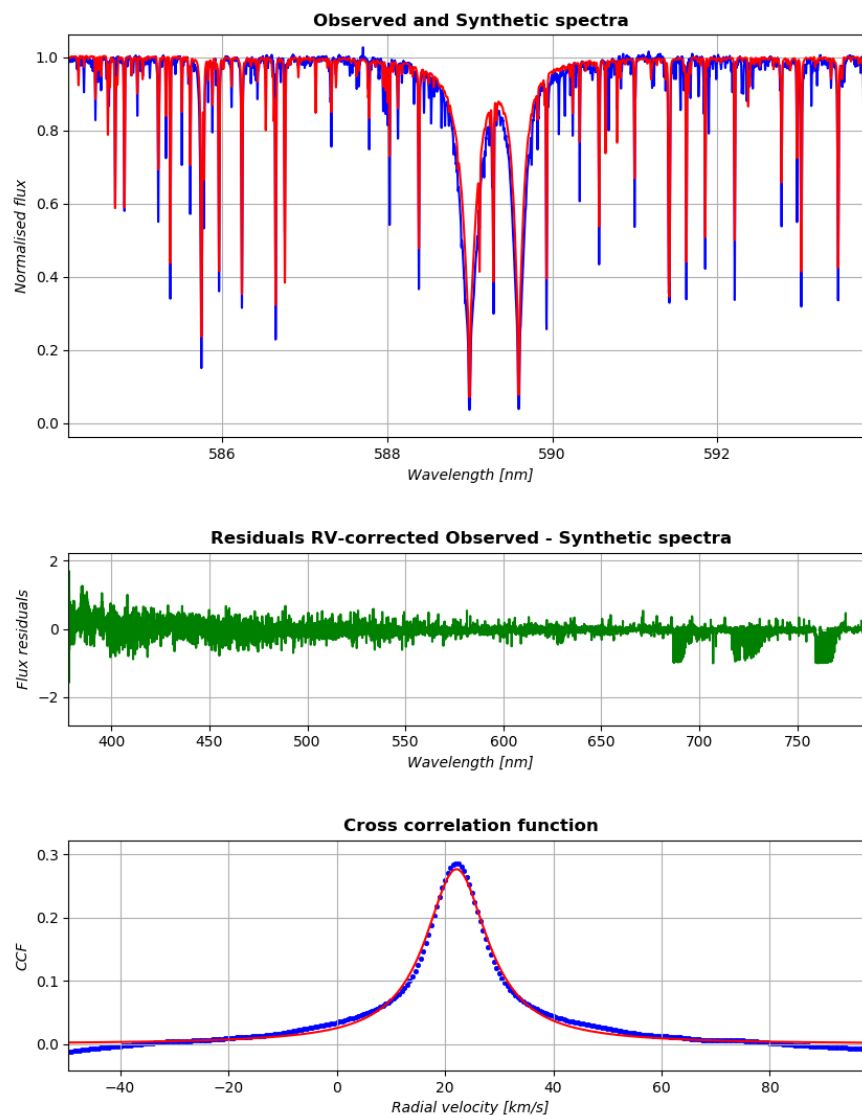 Observed and Synthetic spectra
1.0
0.8
0.6
0.4
0.2
0.0
Normalised flux
586 588 590 592
Wavelength [nm]
Residuals RV-corrected Observed - Synthetic spectra
2
0
−2
Flux residuals
400 450 500 550 600 650 700 750
Wavelength [nm]
Cross correlation function
0.3
0.2
0.1
0.0
CCF
−40 −20 0 20 40 60 80
Radial velocity [km/s]